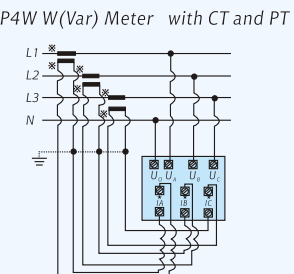 P4W W(Var) Meter with CT and PT
L1
L2
L3
N
U0 UA UB UC
IA IB IC